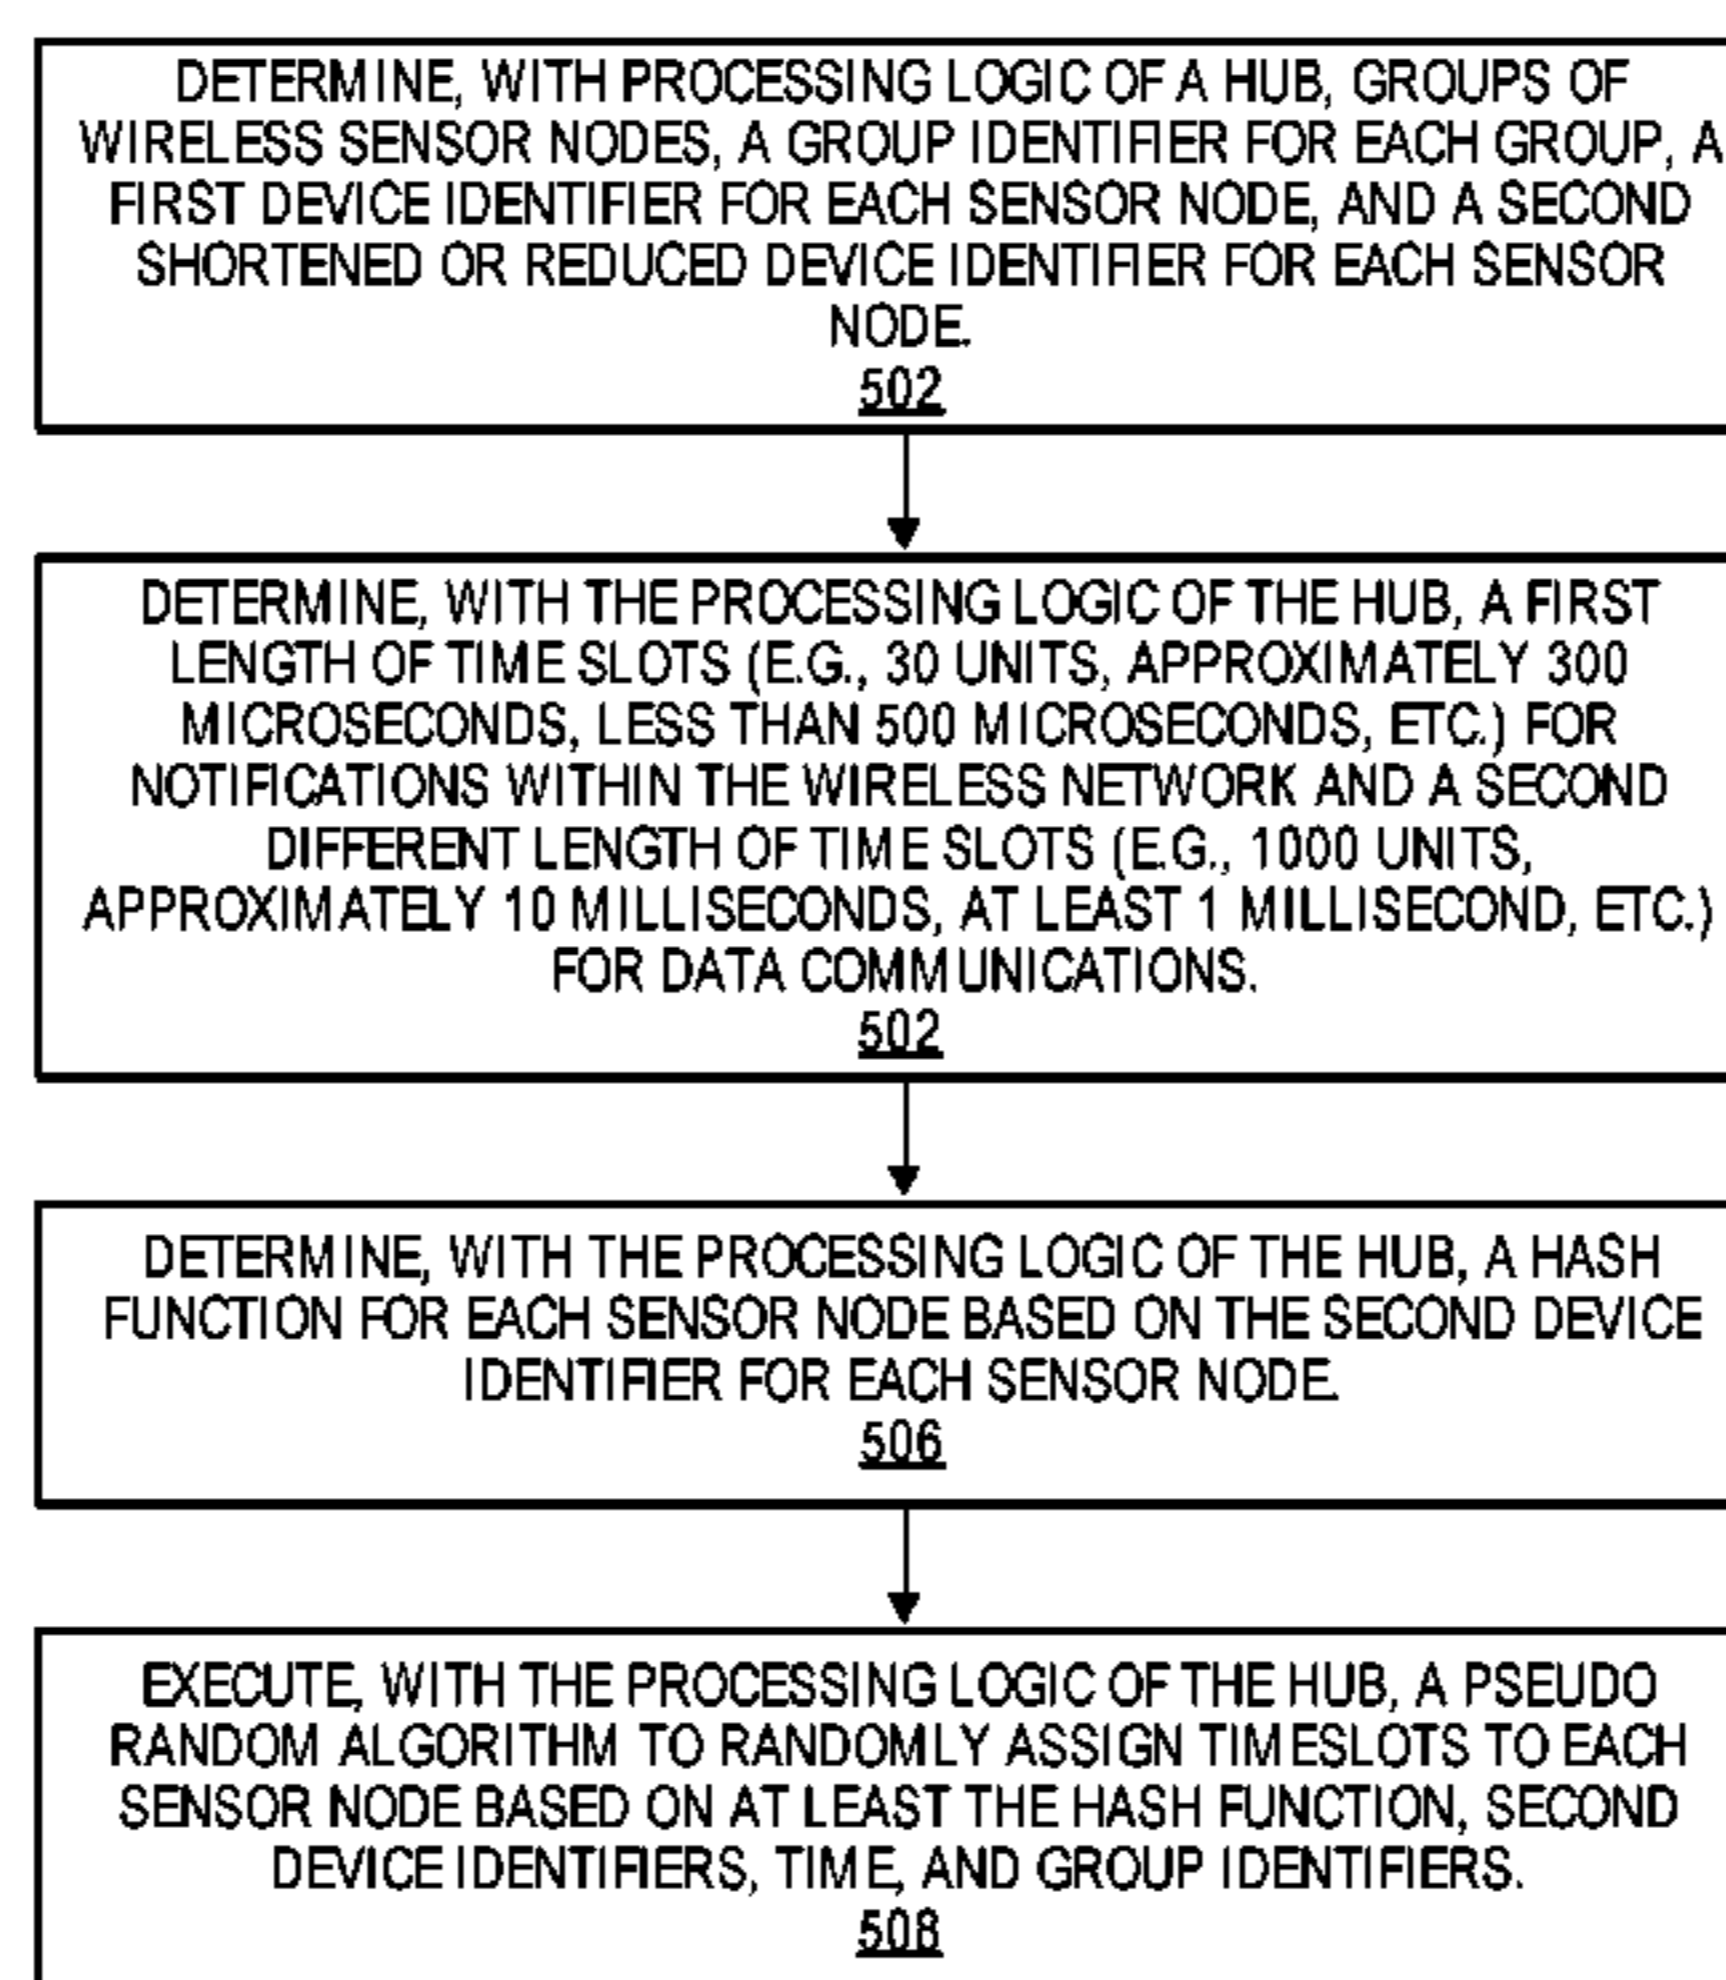 DETERMINE, WITH PROCESSING LOGIC OF A HUB, GROUPS OF
WIRELESS SENSOR NODES, A GROUP IDENTIFIER FOR EACH GROUP, A
FIRST DEVICE IDENTIFIER FOR EACH SENSOR NODE, AND A SECOND
SHORTENED OR REDUCED DEVICE IDENTIFIER FOR EACH SENSOR
NODE.
502
DETERMINE, WITH THE PROCESSING LOGIC OF THE HUB, A FIRST
LENGTH OF TIME SLOTS (E.G., 30 UNITS, APPROXIMATELY 300
MICROSECONDS, LESS THAN 500 MICROSECONDS, ETC.) FOR
NOTIFICATIONS WITHIN THE WIRELESS NETWORK AND A SECOND
DIFFERENT LENGTH OF TIME SLOTS (E.G., 1000 UNITS,
APPROXIMATELY 10 MILLISECONDS, AT LEAST 1 MILLISECOND, ETC.)
FOR DATA COMMUNICATIONS.
502
DETERMINE, WITH THE PROCESSING LOGIC OF THE HUB, A HASH
FUNCTION FOR EACH SENSOR NODE BASED ON THE SECOND DEVICE
IDENTIFIER FOR EACH SENSOR NODE.
506
EXECUTE, WITH THE PROCESSING LOGIC OF THE HUB, A PSEUDO
RANDOM ALGORITHM TO RANDOMLY ASSIGN TIMESLOTS TO EACH
SENSOR NODE BASED ON AT LEAST THE HASH FUNCTION, SECOND
DEVICE IDENTIFIERS, TIME, AND GROUP IDENTIFIERS.
508